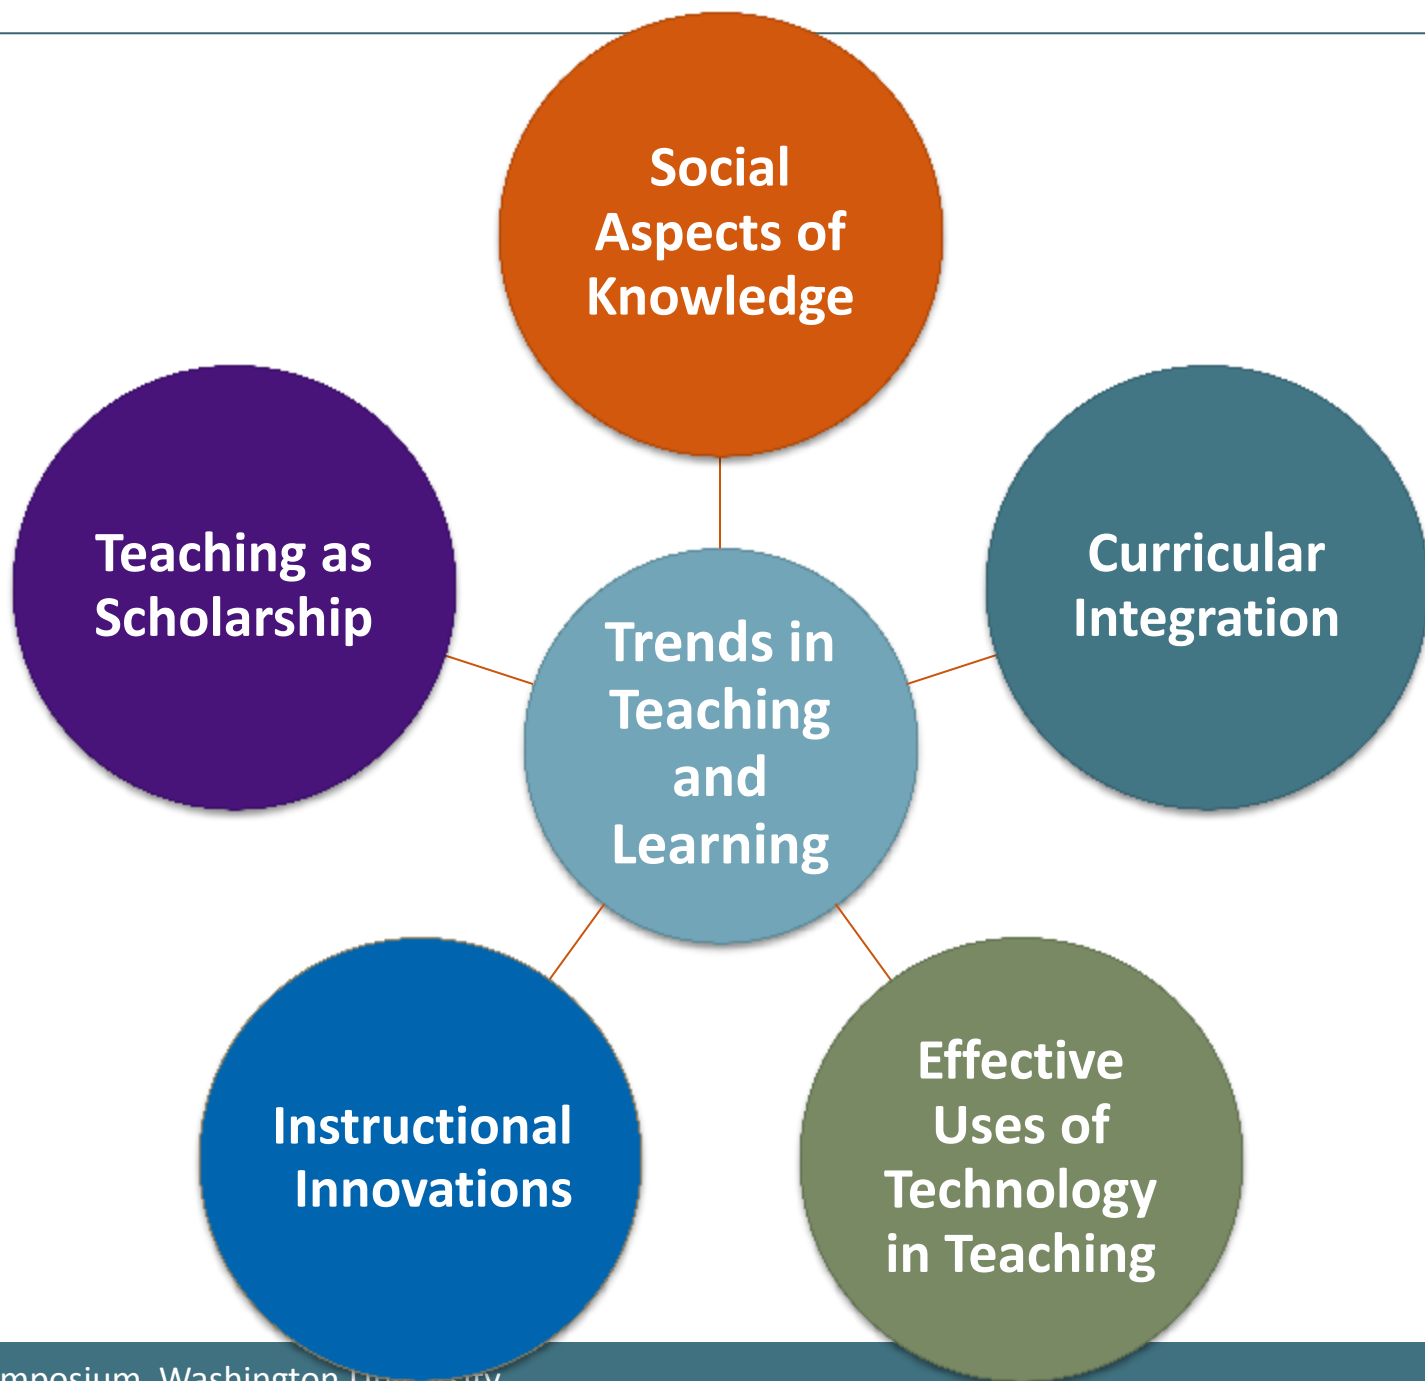 Social
Aspects of
Knowledge
Teaching as
Scholarship
Curricular
Integration
Trends in
Teaching
and
Learning
Instructional
Innovations
Effective
Uses of
Technology
in Teaching
Washington